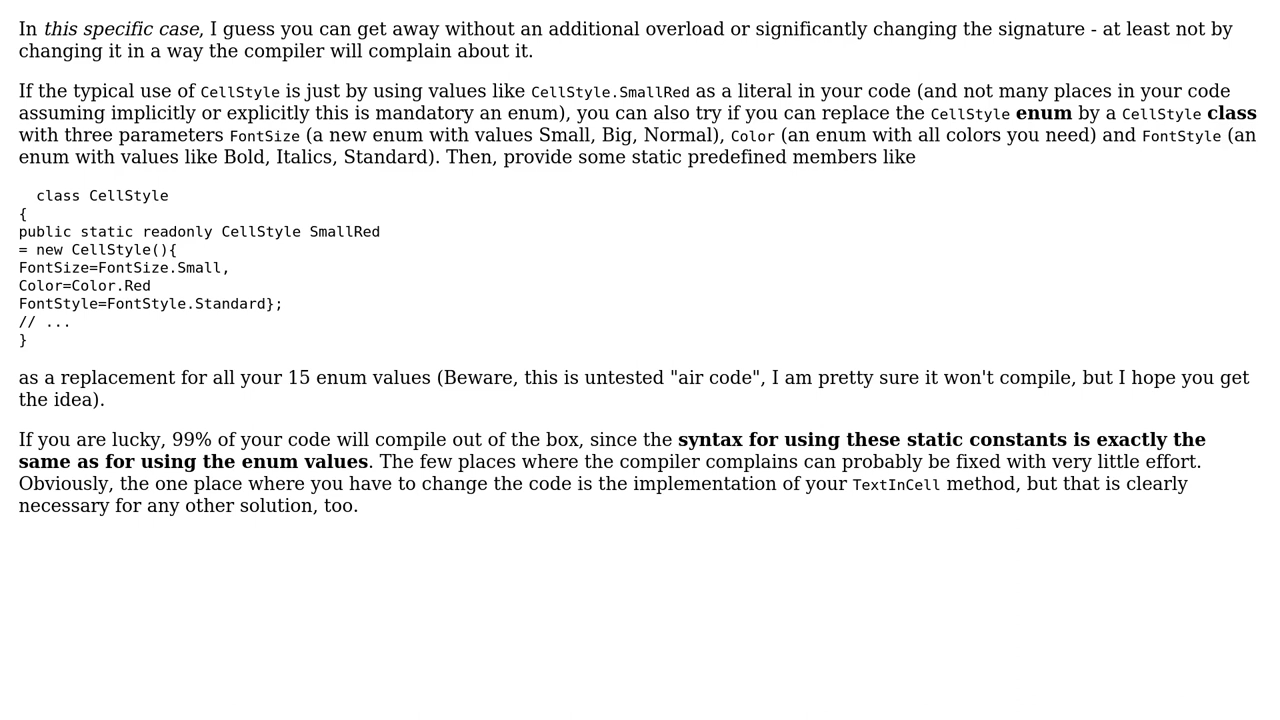 In this specific case, I guess you can get away without an additional overload or significantly changing the signature - at least not by
changing it in a way the compiler will complain about it.
If the typical use of CellStyle is just by using values like CellStyle.SmallRed as a literal in your code (and not many places in your code
assuming implicitly or explicitly this is mandatory an enum), you can also try if you can replace the CellStyle enum by a CellStyle class
with three parameters FontSize (a new enum with values Small, Big, Normal), Color (an enum with all colors you need) and FontStyle (an
enum with values like Bold, Italics, Standard). Then, provide some static predefined members like
class CellStyle
{
public static readonly CellStyle SmallRed
= new CellStyle(){
FontSize=FontSize.Small,
Color=Color.Red
FontStyle=FontStyle.Standard};
// ...
}
as a replacement for all your 15 enum values (Beware, this is untested "air code", I am pretty sure it won't compile, but I hope you get
the idea).
If you are lucky, 99% of your code will compile out of the box, since the syntax for using these static constants is exactly the
same as for using the enum values. The few places where the compiler complains can probably be fixed with very little effort.
Obviously, the one place where you have to change the code is the implementation of your TextInCell method, but that is clearly
necessary for any other solution, too.